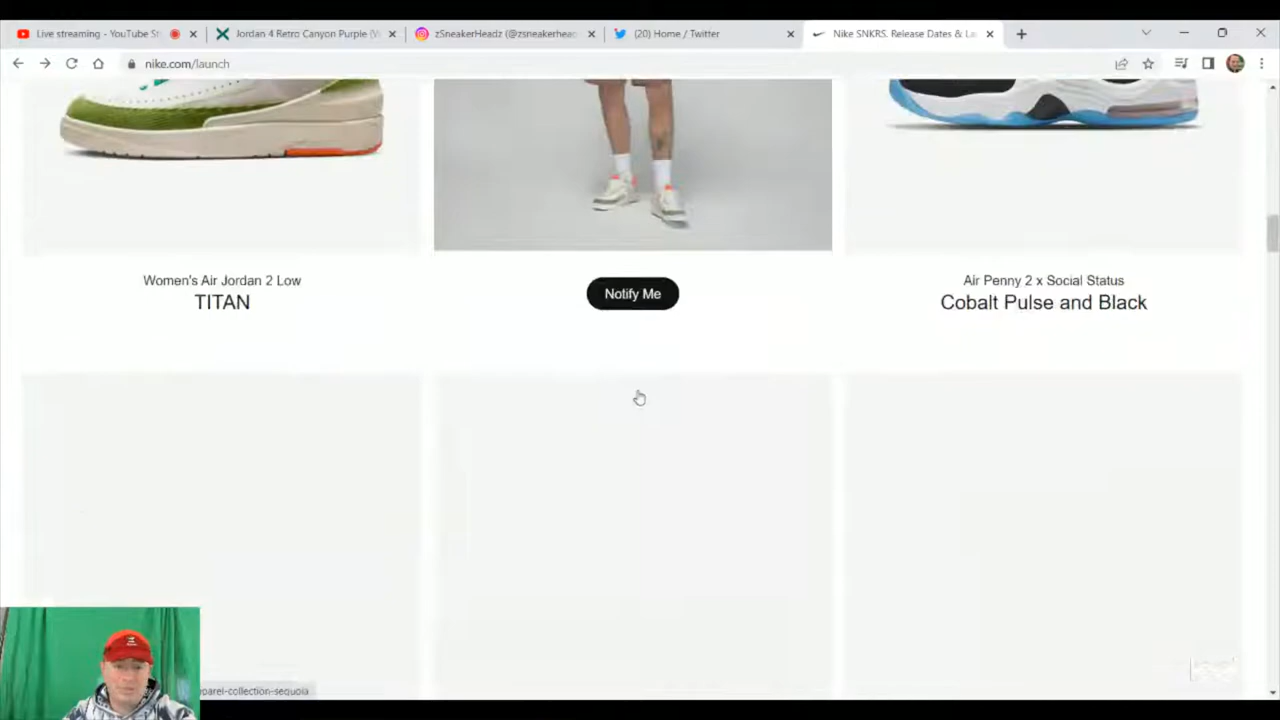 Live streaming - YouTube St
Jordan 4 Retro Canyon Purple (W
zSneakerHeadz (@zsneakerhead
(20) Home / Twitter
Nike SNKRS. Release Dates & La
nike.com/launch
Women's Air Jordan 2 Low
TITAN
Notify Me
Air Penny 2 x Social Status
Cobalt Pulse and Black
parel-collection-sequoia